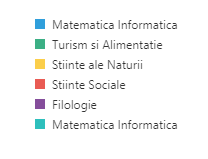 Matematica Informatica
Turism si Alimentatie
Stiinte ale Naturii
Stiinte Sociale
Filologie
Matematica Informatica